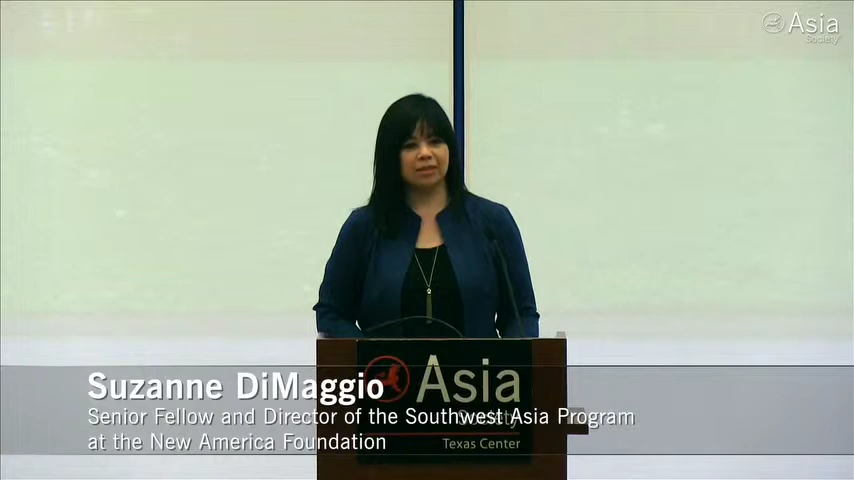 Asia
Society
Suzanne DiMaggio
Senior Fellow and Director of the Southwest Asia Program
at the New America Foundation
Asia
Society
Texas Center